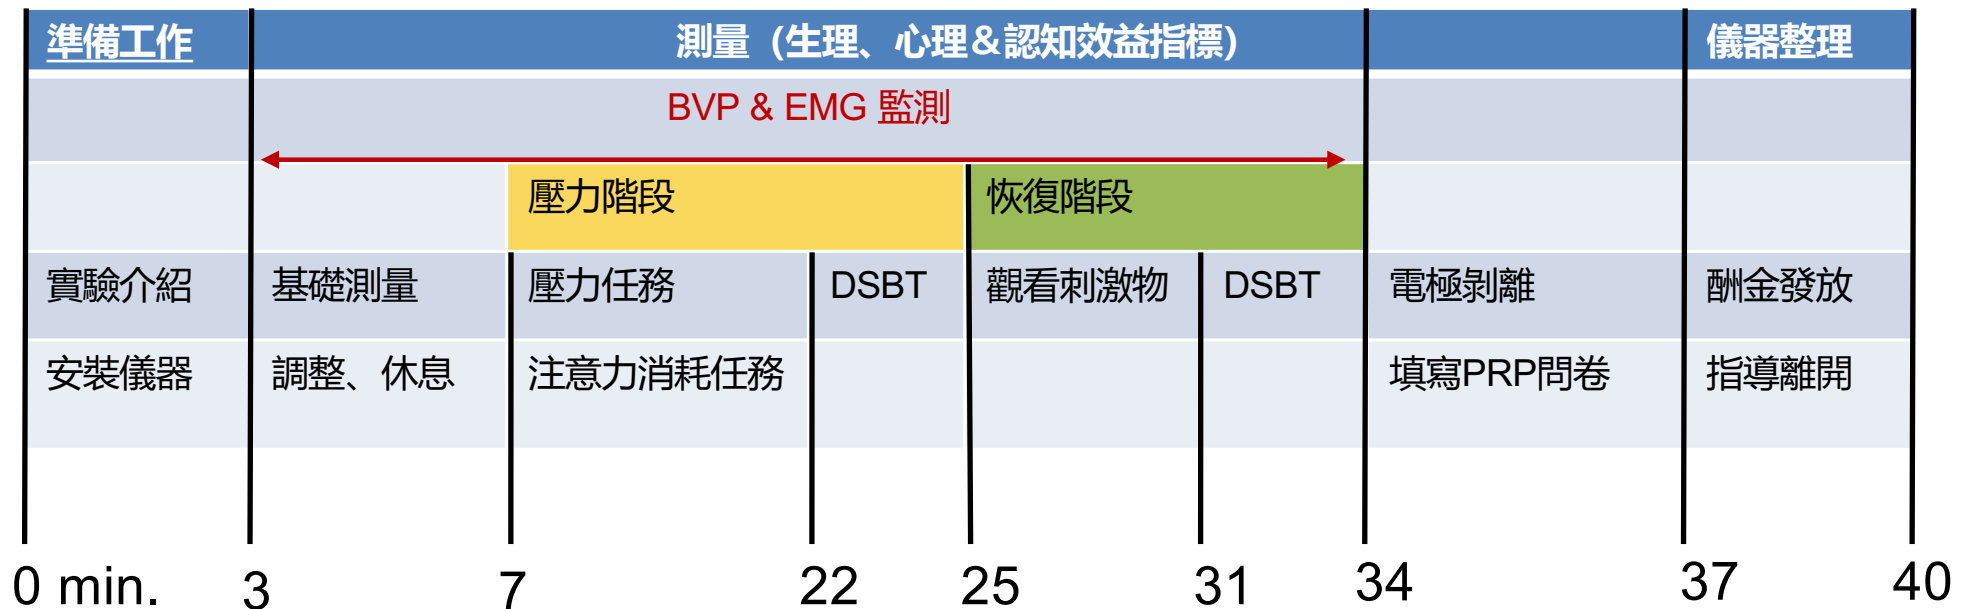 準備工作
測量（生理、心理＆認知效益指標）
儀器整理
BVP & EMG 監測
壓力階段
恢復階段
實驗介紹
基礎測量
壓力任務
DSBT
觀看刺激物
DSBT
電極剝離
酬金發放
安裝儀器
調整、休息
注意力消耗任務
填寫PRP問卷
指導離開
0 min.
3
7
22
25
31
34
37
40